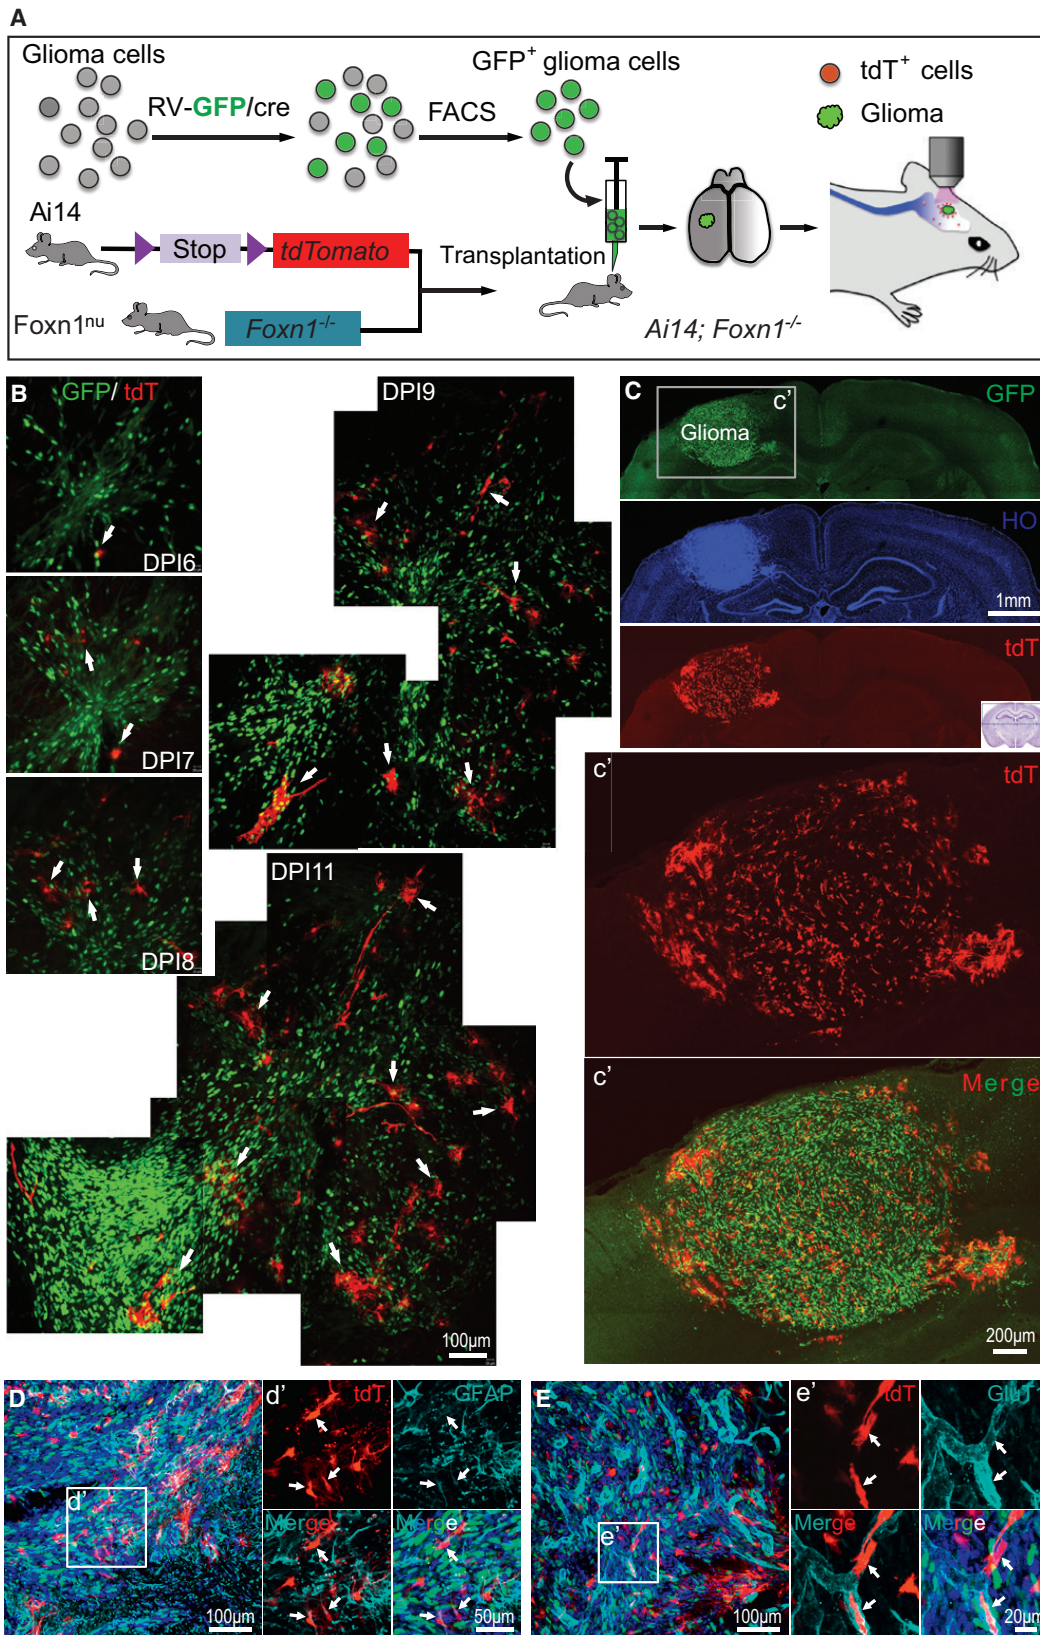 A
Glioma cells
RV-GFP/cre
FACS
GFP+ glioma cells
tdT+ cells
Glioma
Ai14
Stop
tdTomato
Transplantation
Foxn1nu
Foxn1-/-
Ai14; Foxn1-/-
B
GFP/ tdT
DPI6
DPI7
DPI8
DPI9
DPI11
100µm
C
GFP
c'
Glioma
HO
1mm
tdT
c'
tdT
c'
Merge
200µm
D
d'
100µm
d'
tdT
GFAP
Merge
Merge
50µm
E
e'
100µm
e'
tdT
GluT1
Merge
Merge
20µm